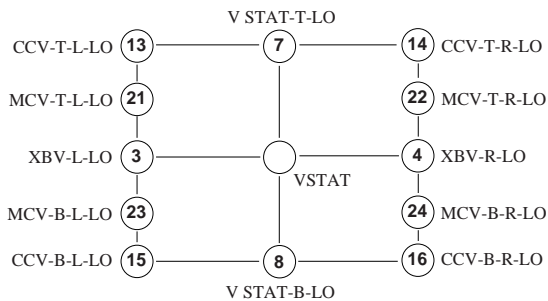 V STAT-T-LO
CCV-T-L-LO 13 7 14 CCV-T-R-LO
MCV-T-L-LO 21 22 MCV-T-R-LO
XBV-L-LO 3 4 XBV-R-LO
VSTAT
MCV-B-L-LO 23 24 MCV-B-R-LO
CCV-B-L-LO 15 8 16 CCV-B-R-LO
V STAT-B-LO